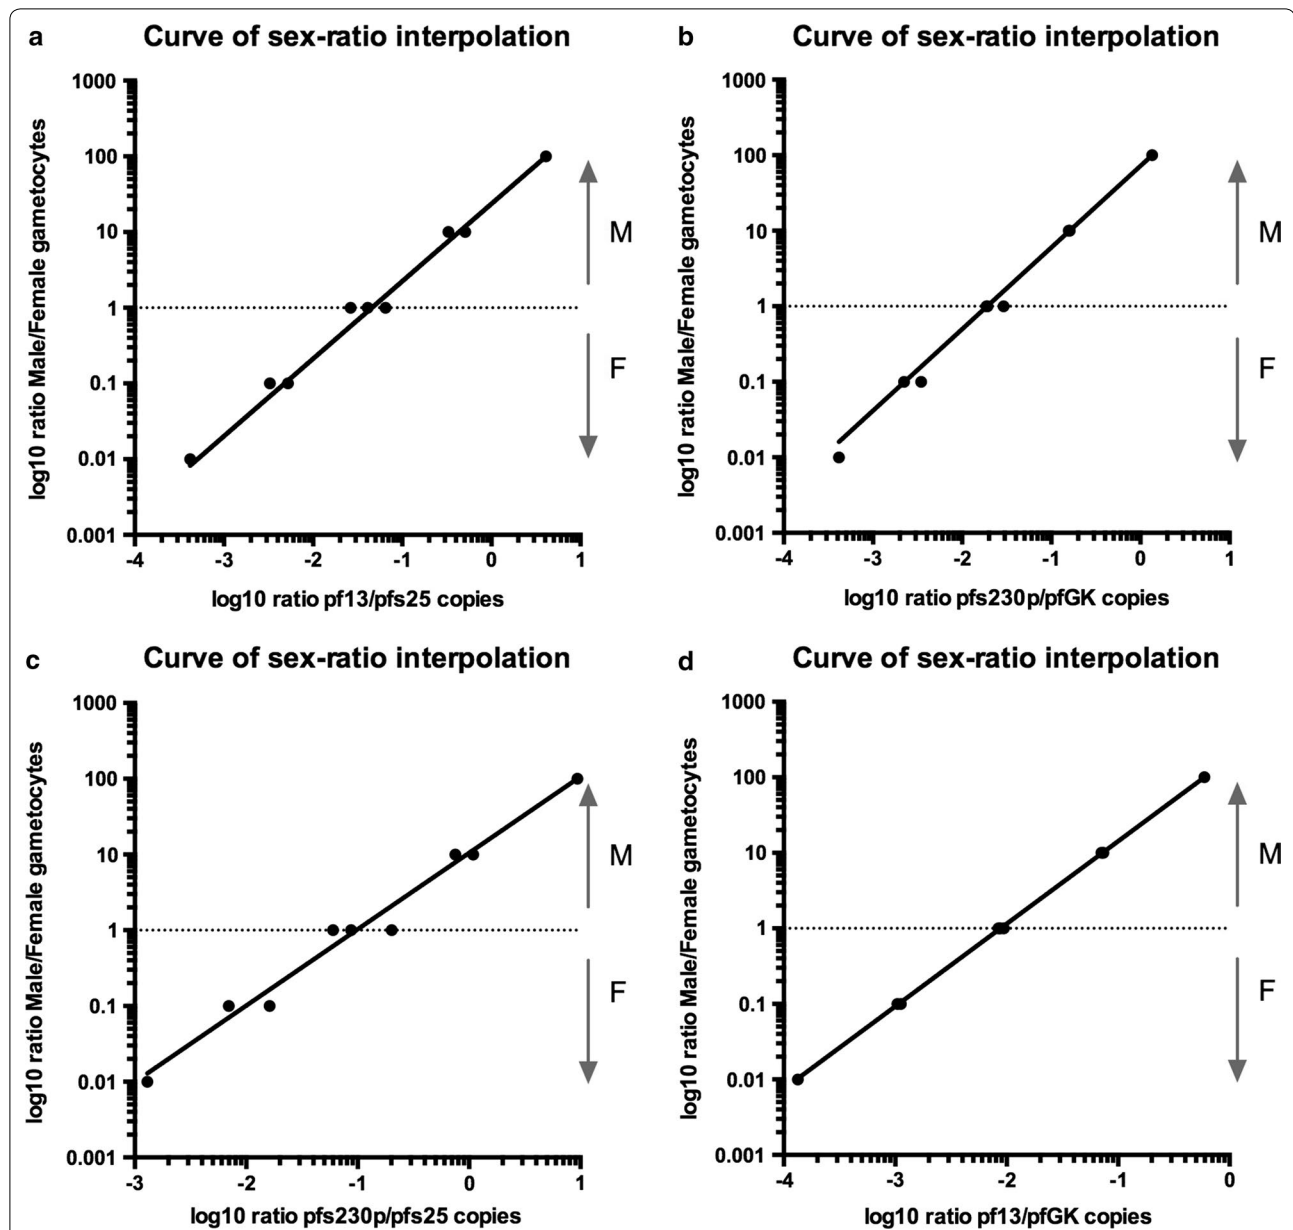 a
Curve of sex-ratio interpolation
log10 ratio Male/Female gametocytes
1000
100
10
1
0.1
0.01
0.001
-4 -3 -2 -1 0 1
log10 ratio pf13/pfs25 copies
M
F
b
Curve of sex-ratio interpolation
log10 ratio Male/Female gametocytes
1000
100
10
1
0.1
0.01
0.001
-4 -3 -2 -1 0 1
log10 ratio pfs230p/pfGK copies
M
F
c
Curve of sex-ratio interpolation
log10 ratio Male/Female gametocytes
1000
100
10
1
0.1
0.01
0.001
-3 -2 -1 0 1
log10 ratio pfs230p/pfs25 copies
M
F
d
Curve of sex-ratio interpolation
log10 ratio Male/Female gametocytes
1000
100
10
1
0.1
0.01
0.001
-4 -3 -2 -1 0
log10 ratio pf13/pfGK copies
M
F